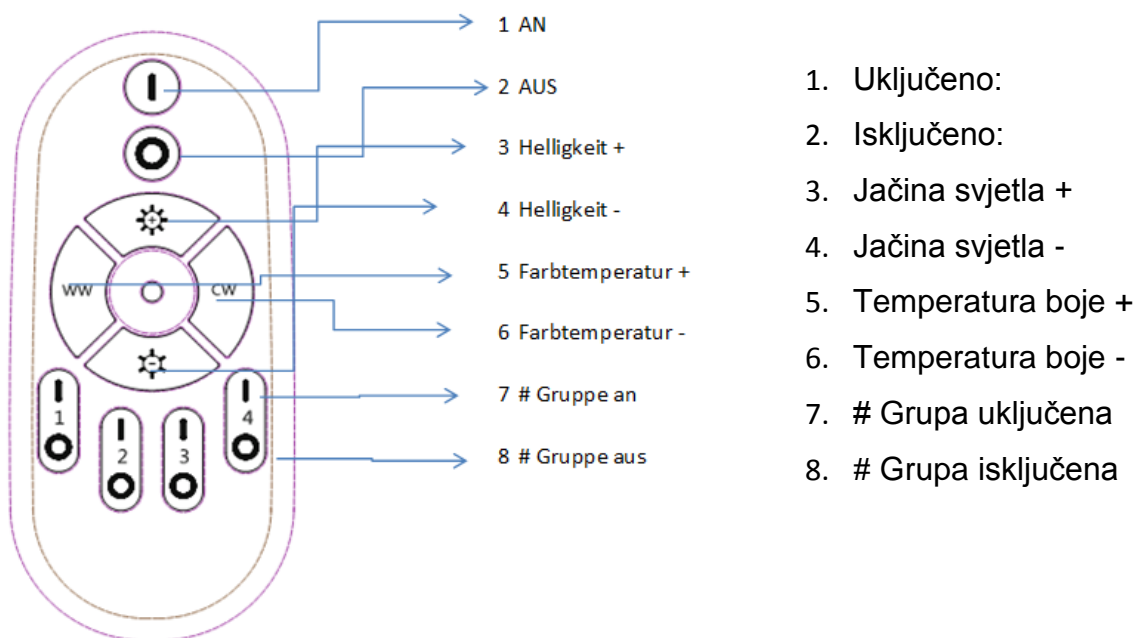 1 AN
2 AUS
3 Helligkeit +
4 Helligkeit -
5 Farbtemperatur +
6 Farbtemperatur -
7 # Gruppe an
8 # Gruppe aus
WW
CW
1
2
3
4
1. Uključeno:
2. Isključeno:
3. Jačina svjetla +
4. Jačina svjetla -
5. Temperatura boje +
6. Temperatura boje -
7. # Grupa uključena
8. # Grupa isključena